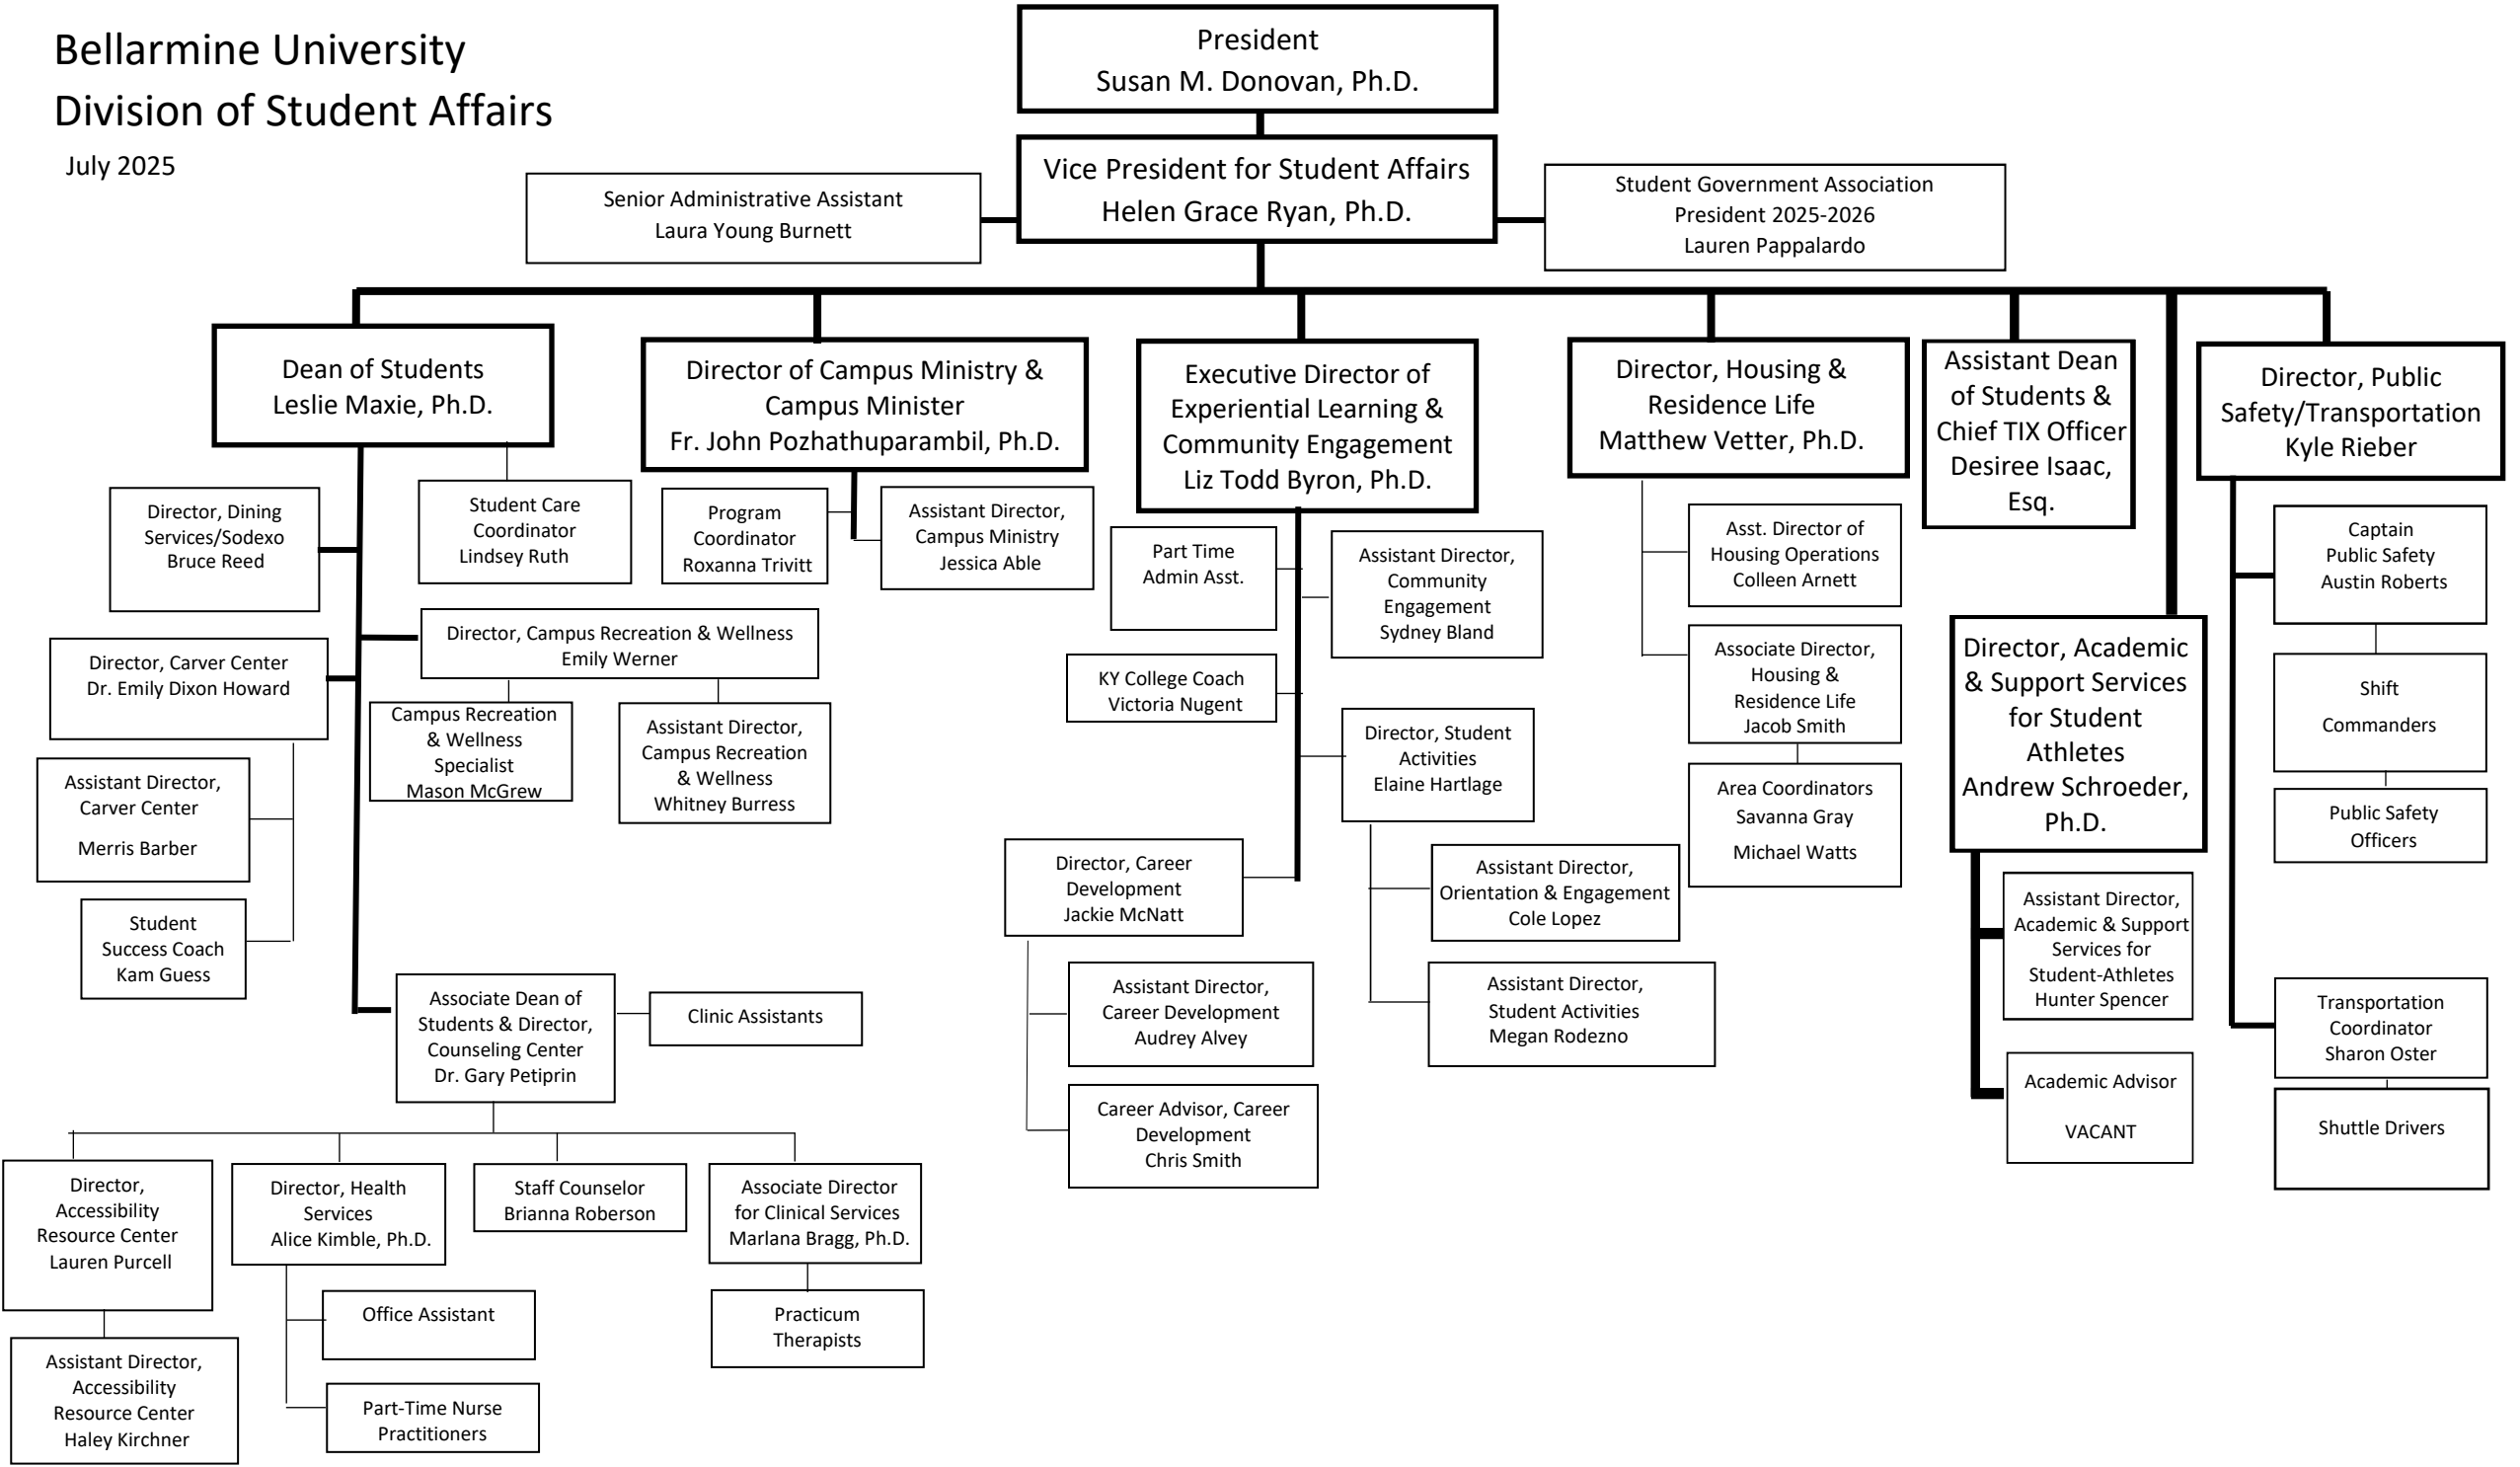 Bellarmine University
Division of Student Affairs
July 2025
President
Susan M. Donovan, Ph.D.
Vice President for Student Affairs
Helen Grace Ryan, Ph.D.
Senior Administrative Assistant
Laura Young Burnett
Student Government Association
President 2025-2026
Lauren Pappalardo
Dean of Students
Leslie Maxie, Ph.D.
Director of Campus Ministry &
Campus Minister
Fr. John Pozhathuparambil, Ph.D.
Executive Director of
Experiential Learning &
Community Engagement
Liz Todd Byron, Ph.D.
Director, Housing &
Residence Life
Matthew Vetter, Ph.D.
Assistant Dean
of Students &
Chief TIX Officer
Desiree Isaac,
Esq.
Director, Public
Safety/Transportation
Kyle Rieber
Director, Dining
Services/Sodexo
Bruce Reed
Student Care
Coordinator
Lindsey Ruth
Director, Campus Recreation & Wellness
Emily Werner
Director, Carver Center
Dr. Emily Dixon Howard
Campus Recreation
& Wellness
Specialist
Mason McGrew
Assistant Director,
Campus Recreation
& Wellness
Whitney Burress
Assistant Director,
Carver Center
Merris Barber
Student
Success Coach
Kam Guess
Associate Dean of
Students & Director,
Counseling Center
Dr. Gary Petiprin
Clinic Assistants
Director,
Accessibility
Resource Center
Lauren Purcell
Director, Health
Services
Alice Kimble, Ph.D.
Staff Counselor
Brianna Roberson
Associate Director
for Clinical Services
Marlana Bragg, Ph.D.
Assistant Director,
Accessibility
Resource Center
Haley Kirchner
Office Assistant
Part-Time Nurse
Practitioners
Practicum
Therapists
Program
Coordinator
Roxanna Trivitt
Assistant Director,
Campus Ministry
Jessica Able
Part Time
Admin Asst.
Assistant Director,
Community
Engagement
Sydney Bland
KY College Coach
Victoria Nugent
Director, Student
Activities
Elaine Hartlage
Director, Career
Development
Jackie McNatt
Assistant Director,
Orientation & Engagement
Cole Lopez
Assistant Director,
Student Activities
Megan Rodezno
Assistant Director,
Career Development
Audrey Alvey
Career Advisor, Career
Development
Chris Smith
Asst. Director of
Housing Operations
Colleen Arnett
Associate Director,
Housing &
Residence Life
Jacob Smith
Area Coordinators
Savanna Gray
Michael Watts
Director, Academic
& Support Services
for Student
Athletes
Andrew Schroeder,
Ph.D.
Assistant Director,
Academic & Support
Services for
Student-Athletes
Hunter Spencer
Academic Advisor
VACANT
Captain
Public Safety
Austin Roberts
Shift
Commanders
Public Safety
Officers
Transportation
Coordinator
Sharon Oster
Shuttle Drivers